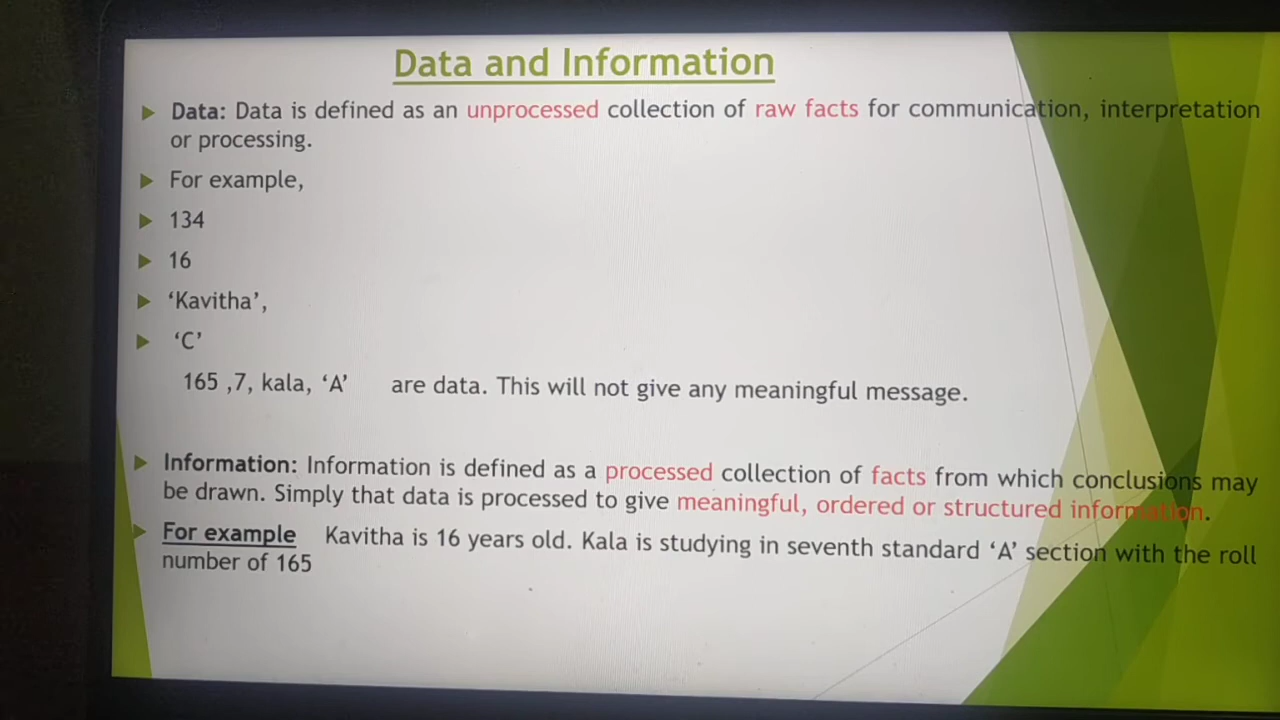 Data and Information
Data: Data is defined as an unprocessed collection of raw facts for communication, interpretation
or processing.
For example,
134
16
‘Kavitha’,
‘C’
165 ,7, kala, ‘A’ are data. This will not give any meaningful message.
Information: Information is defined as a processed collection of facts from which conclusions may
be drawn. Simply that data is processed to give meaningful, ordered or structured information.
For example Kavitha is 16 years old. Kala is studying in seventh standard ‘A’ section with the roll
number of 165